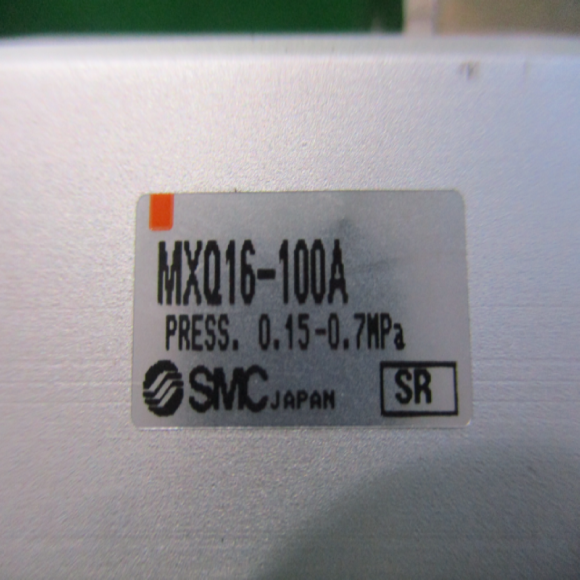 MXQ16-100A
PRESS. 0.15-0.7MPa
SMC JAPAN SR